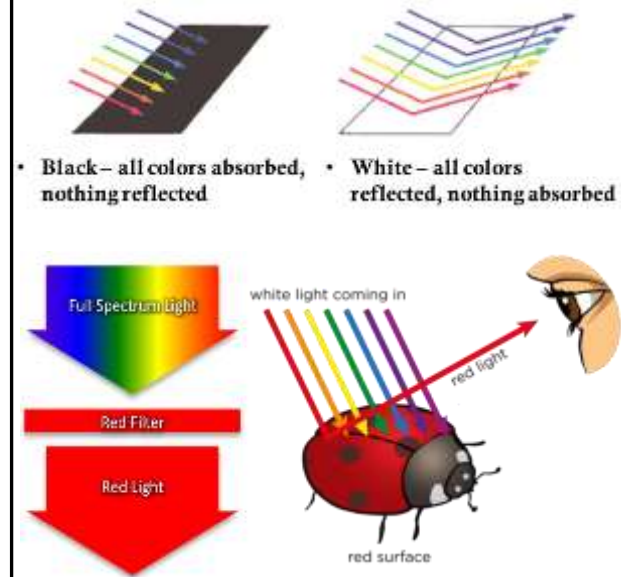 • Black – all colors absorbed,
nothing reflected
• White – all colors
reflected, nothing absorbed
Full Spectrum Light
Red Filter
Red Light
white light coming in
red light
red surface